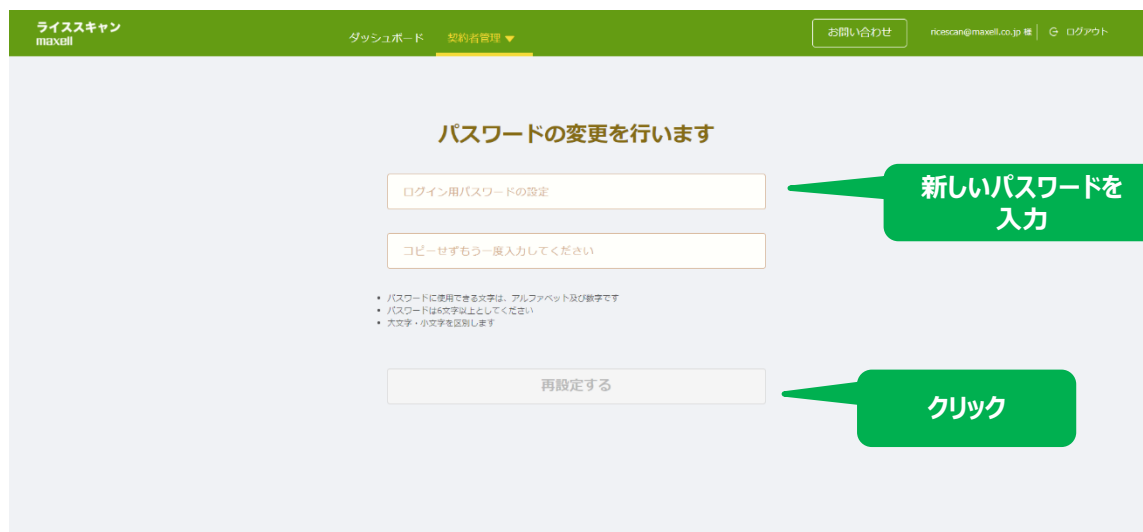 ライススキャン
maxell
ダッシュボード 契約者管理 ▼
お問い合わせ
ricescan@maxell.co.jp 様
ログアウト
パスワードの変更を行います
ログイン用パスワードの設定
新しいパスワードを
入力
コピーせずもう一度入力してください
• パスワードに使用できる文字は、アルファベット及び数字です
• パスワードは6文字以上としてください
• 大文字・小文字を区別します
再設定する
クリック